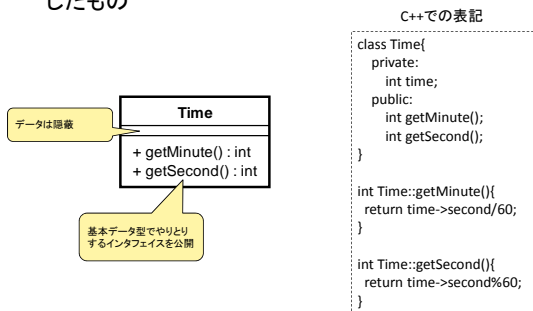 したもの
C++での表記
データは隠蔽
Time
+ getMinute() : int
+ getSecond() : int
基本データ型でやりとり
するインタフェイスを公開
class Time{
private:
int time;
public:
int getMinute();
int getSecond();
}
int Time::getMinute(){
return time->second/60;
}
int Time::getSecond(){
return time->second%60;
}